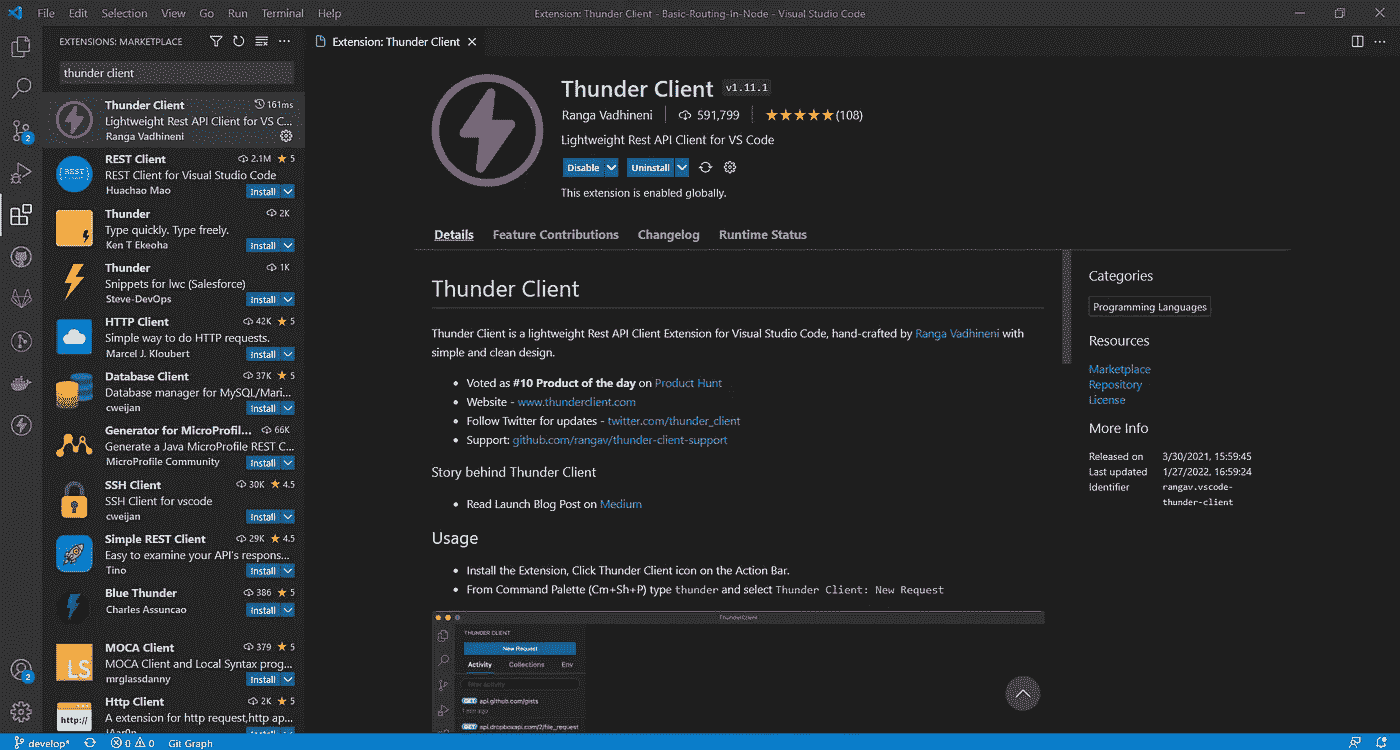 File Edit Selection View Go Run Terminal Help
Extension: Thunder Client - Basic-Routing-In-Node - Visual Studio Code
EXTENSIONS: MARKETPLACE
thunder client
Thunder Client 161ms
Lightweight Rest API Client for VS C...
Ranga Vadhineni
REST
REST Client 2.1M ★ 5
REST Client for Visual Studio Code
Huachao Mao Install
Thunder 2K
Type quickly. Type freely.
Ken T Ekeoha Install
Thunder 1K
Snippets for lwc (Salesforce)
Steve-DevOps Install
HTTP Client 42K ★ 5
Simple way to do HTTP requests.
Marcel J. Kloubert Install
Database Client 37K ★ 5
Database manager for MySQL/Mari...
cweijan Install
Generator for MicroProfil... 66K
Generate a Java MicroProfile REST C...
MicroProfile Community Install
SSH Client 30K ★ 4.5
SSH Client for vscode
cweijan Install
Simple REST Client 29K ★ 4.5
Easy to examine your API's respons...
Tino Install
Blue Thunder 386 ★ 5
Charles Assuncao Install
MOCA Client 379 ★ 5
MOCA Client and Local Syntax prog...
LS
mrglassdanny Install
Http Client 2K ★ 5
http://
A extension for http request,http ap...
Install
2
2
Extension: Thunder Client
Thunder Client v1.11.1
Ranga Vadhineni 591,799 ★★★★★(108)
Lightweight Rest API Client for VS Code
Disable Uninstall
This extension is enabled globally.
Details Feature Contributions Changelog Runtime Status
Thunder Client
Thunder Client is a lightweight Rest API Client Extension for Visual Studio Code, hand-crafted by Ranga Vadhineni with
simple and clean design.
• Voted as #10 Product of the day on Product Hunt
• Website - www.thunderclient.com
• Follow Twitter for updates - twitter.com/thunder_client
• Support: github.com/rangav/thunder-client-support
Story behind Thunder Client
• Read Launch Blog Post on Medium
Usage
• Install the Extension, Click Thunder Client icon on the Action Bar.
• From Command Palette (Cm+Sh+P) type thunder and select Thunder Client: New Request
ThunderClient
THUNDER CLIENT
New Request
Activity Collections Env
filter activity
GET api.github.com/gists
1 min ago
GET api.dropboxapi.com/2/file_request
Categories
Programming Languages
Resources
Marketplace
Repository
License
More Info
Released on 3/30/2021, 15:59:45
Last updated 1/27/2022, 16:59:24
Identifier rangav.vscode-
thunder-client
develop* 0 0 Git Graph